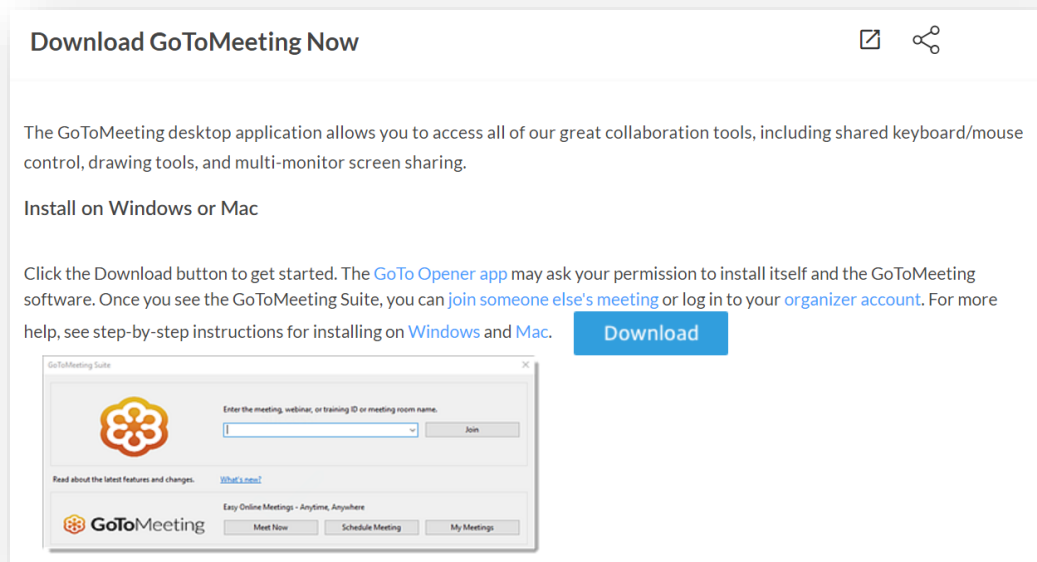 Download GoToMeeting Now
The GoToMeeting desktop application allows you to access all of our great collaboration tools, including shared keyboard/mouse
control, drawing tools, and multi-monitor screen sharing.
Install on Windows or Mac
Click the Download button to get started. The GoTo Opener app may ask your permission to install itself and the GoToMeeting
software. Once you see the GoToMeeting Suite, you can join someone else's meeting or log in to your organizer account. For more
help, see step-by-step instructions for installing on Windows and Mac. Download
GoToMeeting Suite
Enter the meeting, webinar, or training ID or meeting room name.
Join
Read about the latest features and changes. What's new?
Easy Online Meetings - Anytime, Anywhere
GoToMeeting Meet Now Schedule Meeting My Meetings